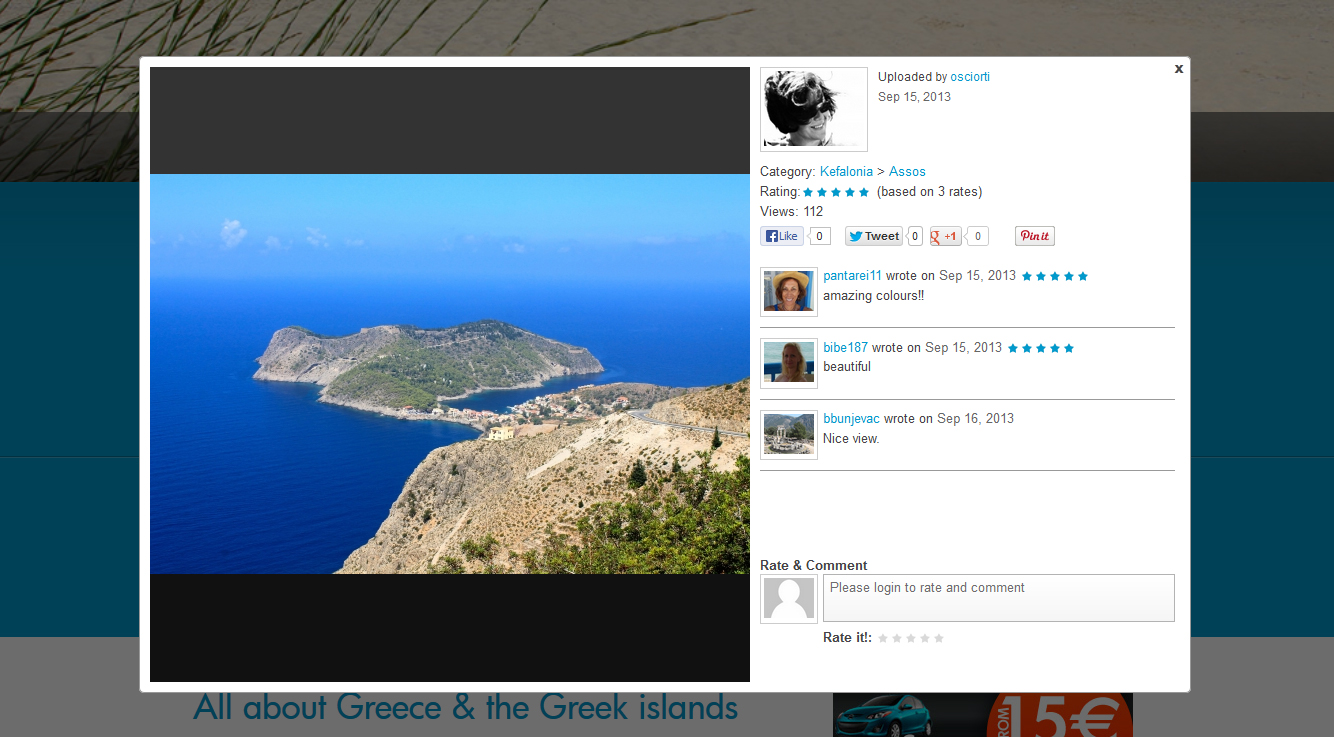 x
Uploaded by osciorti
Sep 15, 2013
Category: Kefalonia > Assos
Rating: (based on 3 rates)
Views: 112
Like 0 Tweet 0 g +1 0 Pin it
pantarei11 wrote on Sep 15, 2013
amazing colours!!
bibe187 wrote on Sep 15, 2013
beautiful
bbunjevac wrote on Sep 16, 2013
Nice view.
Rate & Comment
Please login to rate and comment
Rate it!:
All about Greece & the Greek islands
FROM 15€